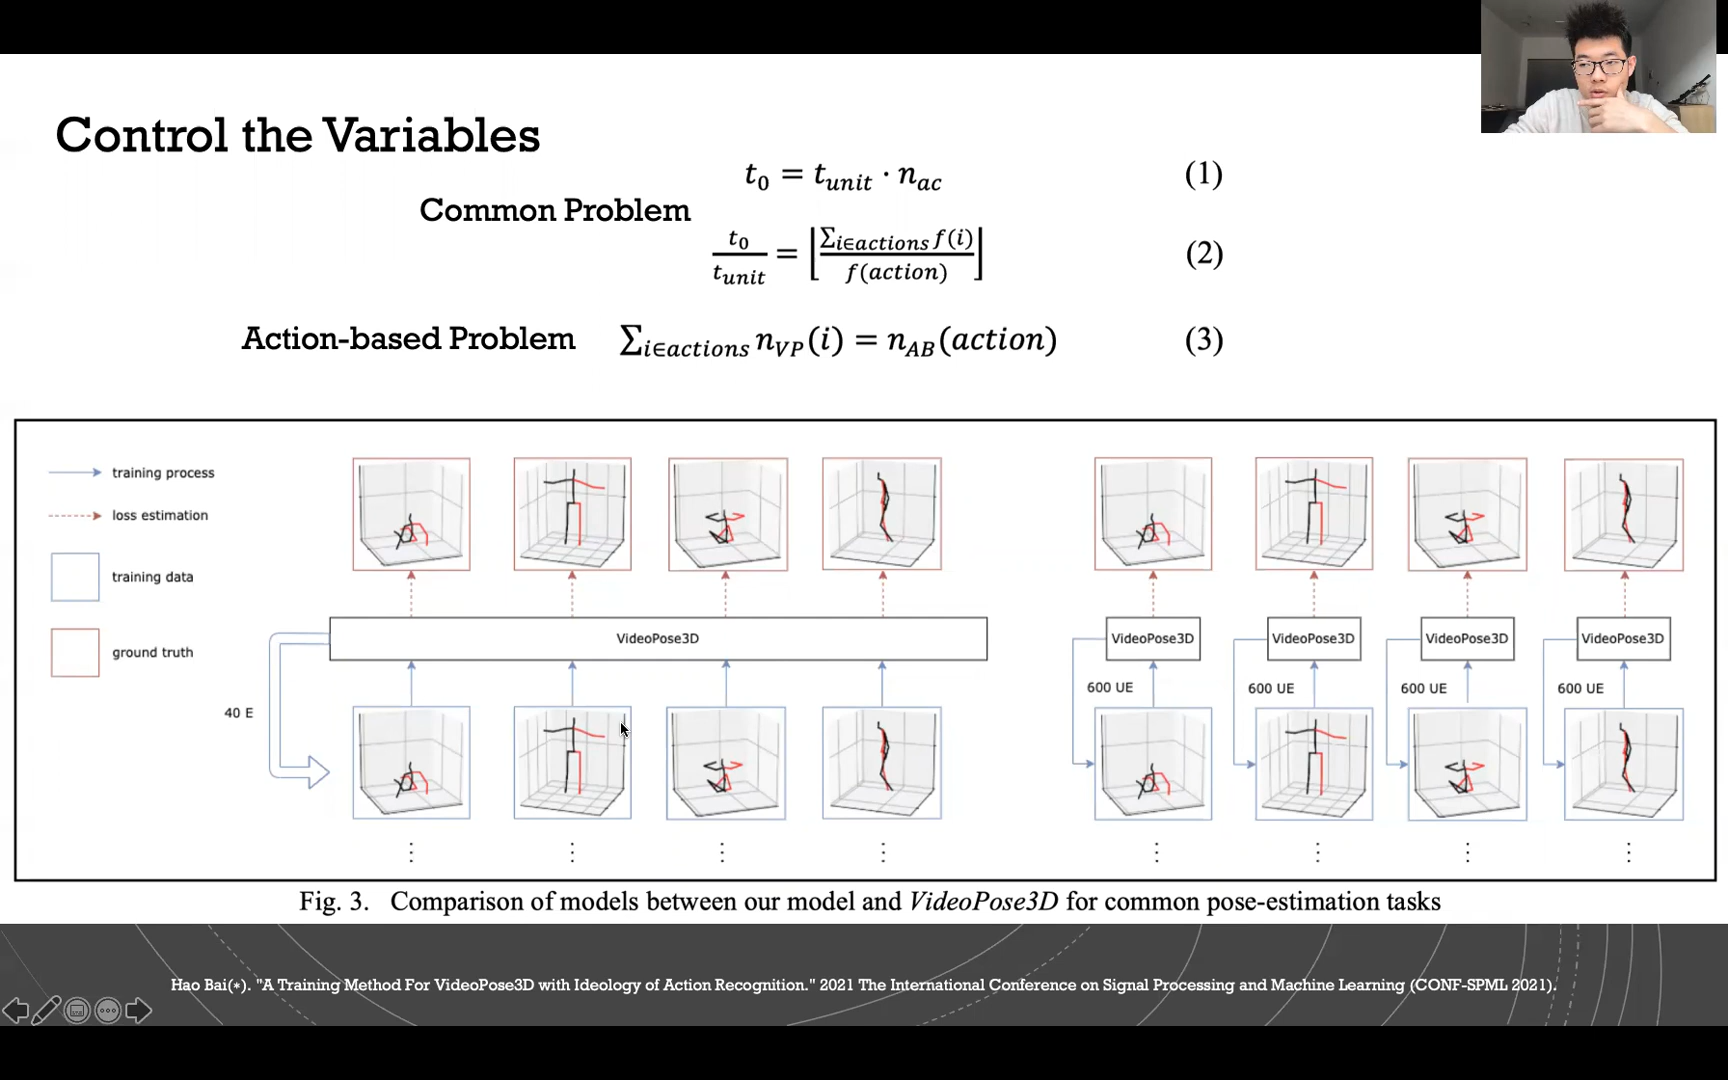 Control the Variables
t₀ = t_unit · n_ac (1)
Common Problem
t₀/t_unit = ⌊∑_{i∈actions} f(i) / f(action)⌋ (2)
Action-based Problem ∑_{i∈actions} n_VP(i) = n_AB(action) (3)
training process
loss estimation
training data
ground truth
VideoPose3D
40 E
VideoPose3D VideoPose3D VideoPose3D VideoPose3D
600 UE 600 UE 600 UE 600 UE
Fig. 3. Comparison of models between our model and VideoPose3D for common pose-estimation tasks
Hao Bai(*). "A Training Method For VideoPose3D with Ideology of Action Recognition." 2021 The International Conference on Signal Processing and Machine Learning (CONF-SPML 2021).